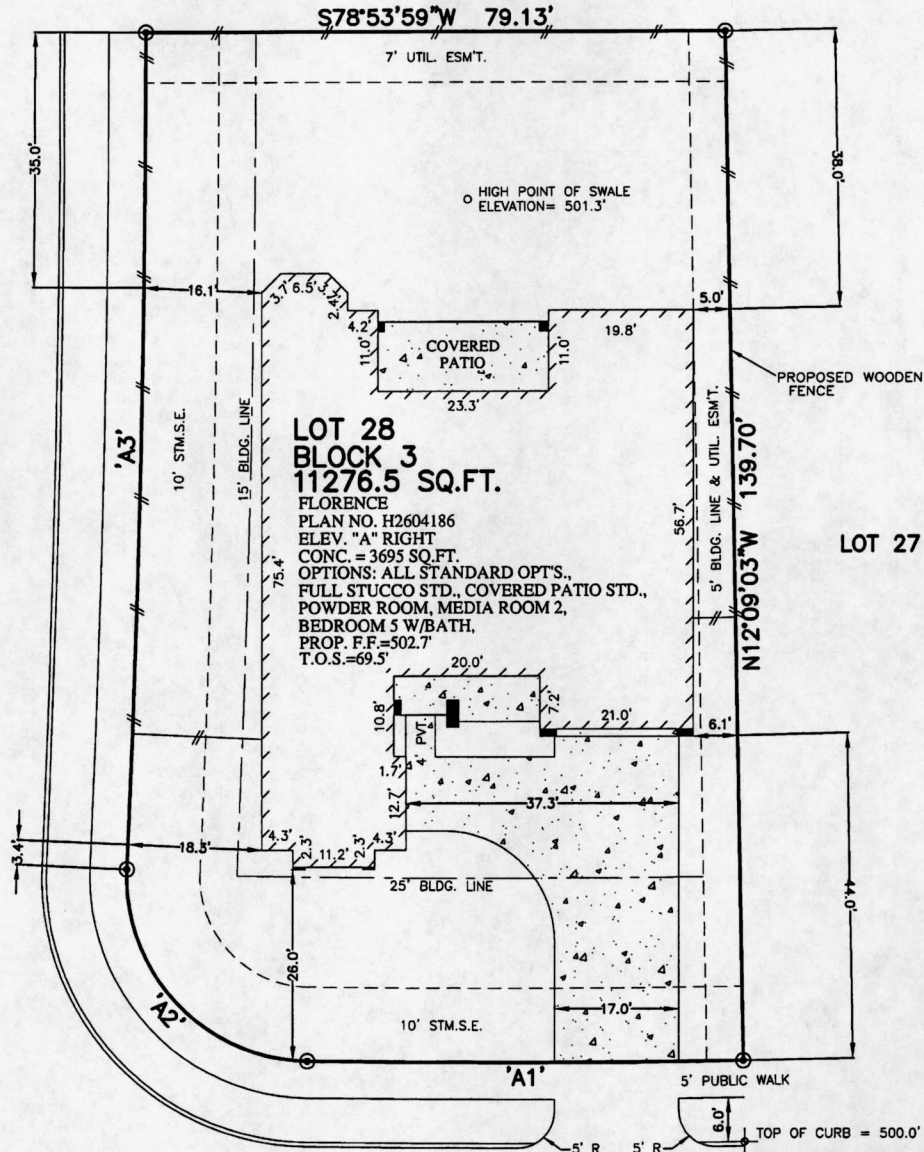 S78°53'59"W 79.13'
7' UTIL. ESM'T.
35.0'
38.0'
HIGH POINT OF SWALE
ELEVATION= 501.3'
16.1'
3.7'
6.5'
2.4'
4.2'
11.0'
COVERED
PATIO
11.0'
23.3'
19.8'
5.0'
PROPOSED WOODEN
FENCE
'A3'
10' STM.S.E.
15' BLDG. LINE
LOT 28
BLOCK 3
11276.5 SQ.FT.
FLORENCE
PLAN NO. H2604186
ELEV. "A" RIGHT
CONC. = 3695 SQ.FT.
OPTIONS: ALL STANDARD OPT'S.,
FULL STUCCO STD., COVERED PATIO STD.,
POWDER ROOM, MEDIA ROOM 2,
BEDROOM 5 W/BATH,
PROP. F.F.=502.7'
T.O.S.=69.5'
75.4'
56.7'
5' BLDG. LINE & UTIL. ESM'T.
N12°09'03"W 139.70'
LOT 27
20.0'
10.8'
7.2'
4' PVT.
21.0'
6.1'
1.7'
12.7'
37.3'
4.3'
2.3'
11.2'
2.3'
4.3'
18.3'
3.4'
25' BLDG. LINE
26.0'
44.0'
'A2'
10' STM.S.E.
17.0'
'A1'
5' PUBLIC WALK
6.0'
TOP OF CURB = 500.0'
5' R
5' R